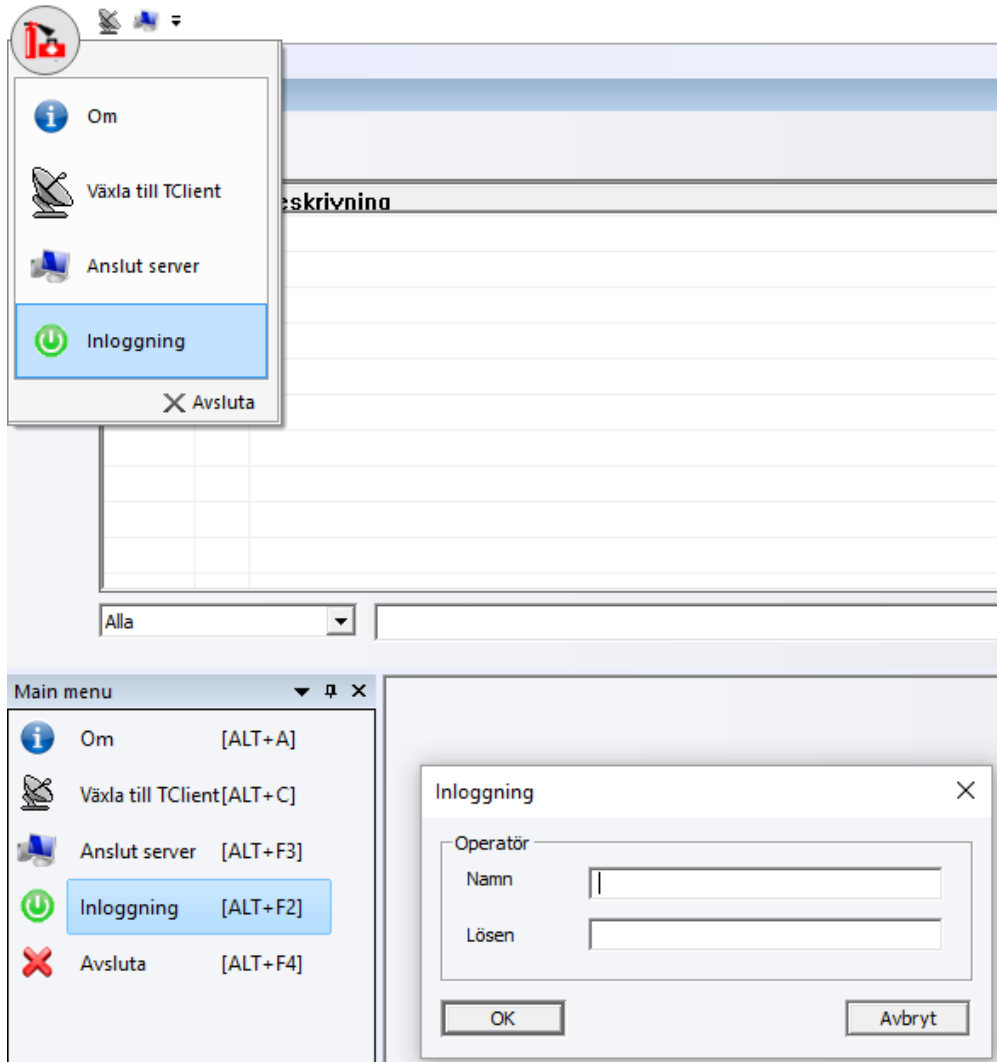 Om
Växla till TClient
eskrivning
Anslut server
Inloggning
Avsluta
Alla
Main menu
Om [ALT+A]
Växla till TClient [ALT+C]
Anslut server [ALT+F3]
Inloggning [ALT+F2]
Avsluta [ALT+F4]
Inloggning
Operatör
Namn
Lösen
OK Avbryt